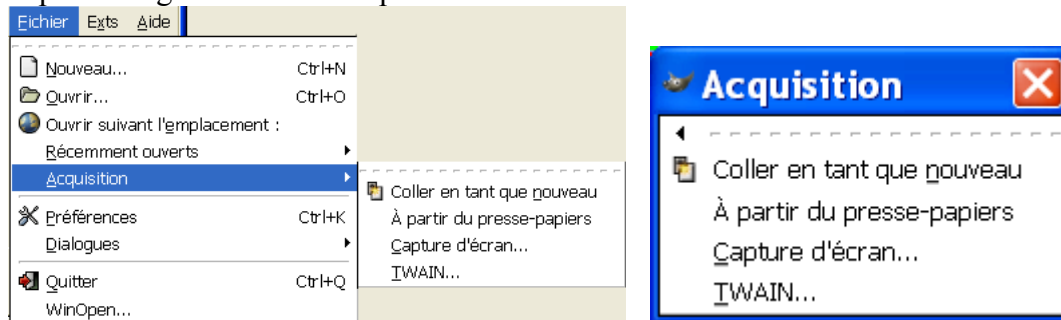 Fichier Exts Aide
Nouveau... Ctrl+N
Ouvrir... Ctrl+O
Ouvrir suivant l'emplacement :
Récemment ouverts
Acquisition
Préférences Ctrl+K
Dialogues
Quitter Ctrl+Q
WinOpen...
Coller en tant que nouveau
À partir du presse-papiers
Capture d'écran...
TWAIN...
Acquisition
Coller en tant que nouveau
À partir du presse-papiers
Capture d'écran...
TWAIN...